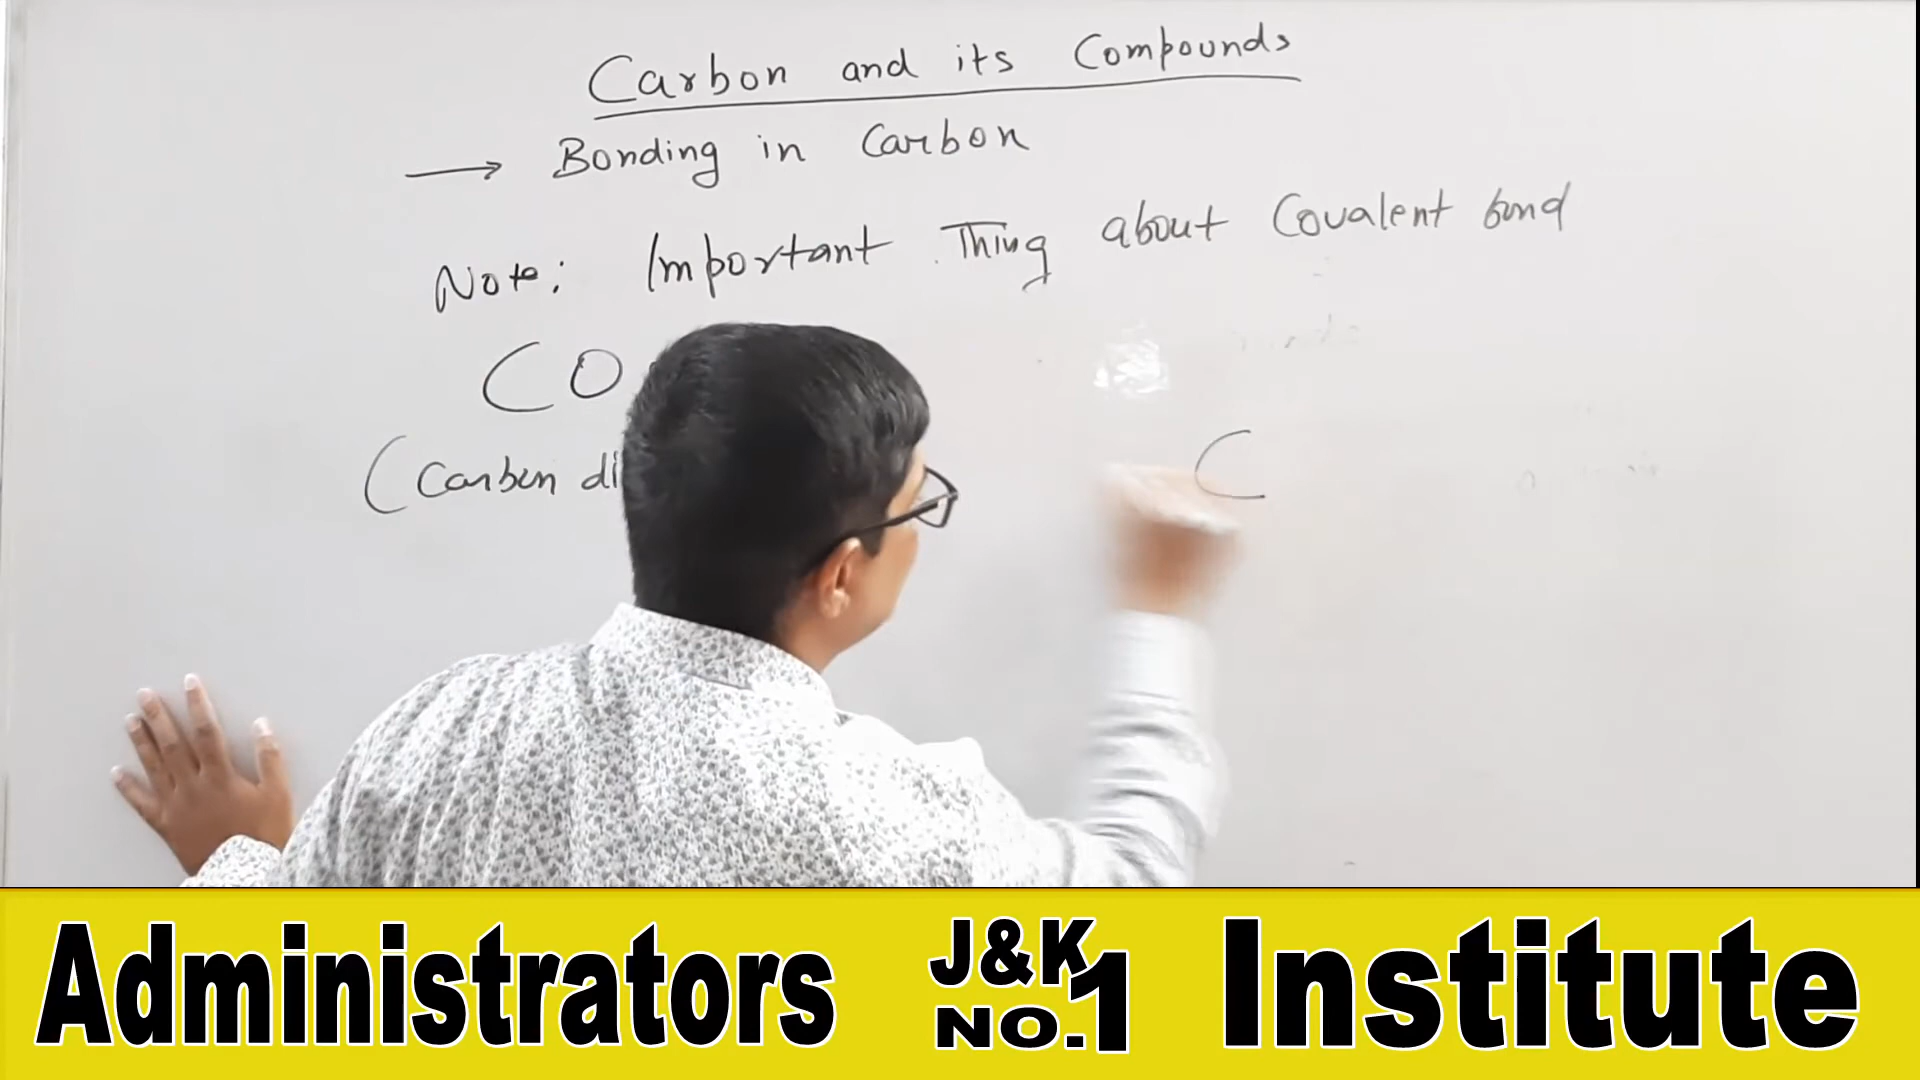 Carbon and its Compounds
→ Bonding in Carbon
Note: Important Thing about Covalent bond
CO
C
(Carbon di
Administrators J&K NO.1 Institute